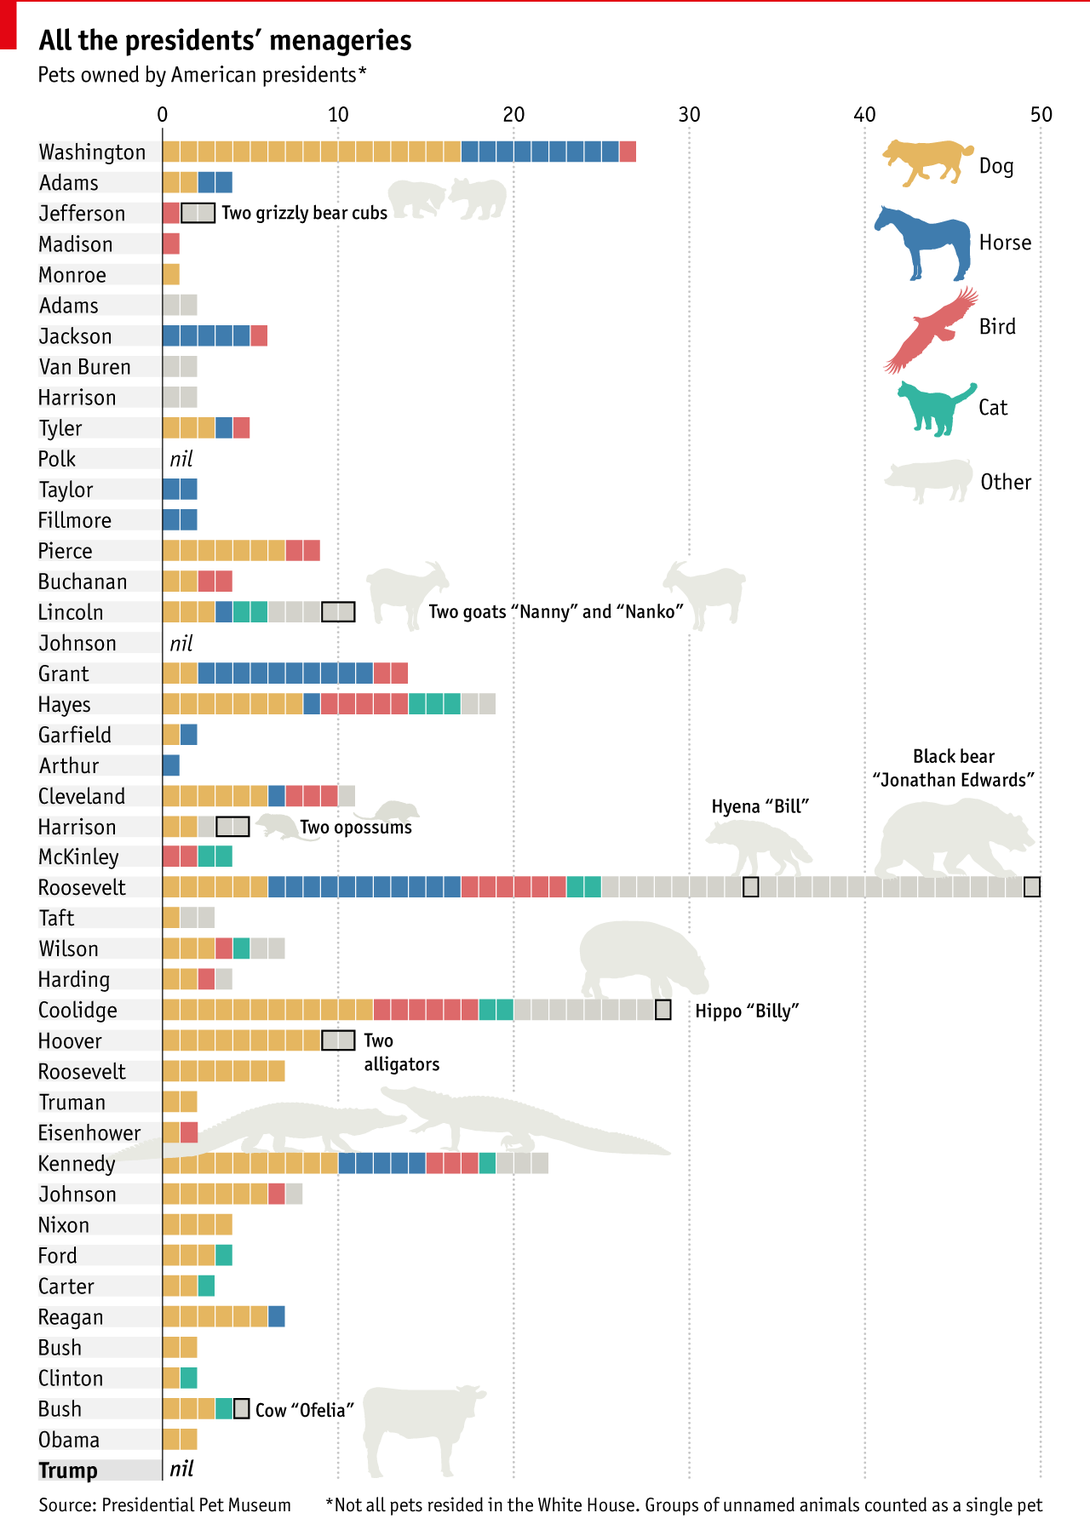 All the presidents’ menageries
Pets owned by American presidents*
0 10 20 30 40 50
Washington
Adams
Jefferson Two grizzly bear cubs
Madison
Monroe
Adams
Jackson
Van Buren
Harrison
Tyler
Polk nil
Taylor
Fillmore
Pierce
Buchanan
Lincoln Two goats “Nanny” and “Nanko”
Johnson nil
Grant
Hayes
Garfield
Arthur
Cleveland
Harrison Two opossums
McKinley
Roosevelt
Taft
Wilson
Harding
Coolidge Hippo “Billy”
Hoover Two
alligators
Roosevelt
Truman
Eisenhower
Kennedy
Johnson
Nixon
Ford
Carter
Reagan
Bush
Clinton
Bush Cow “Ofelia”
Obama
Trump nil
Dog
Horse
Bird
Cat
Other
Black bear
“Jonathan Edwards”
Hyena “Bill”
Source: Presidential Pet Museum *Not all pets resided in the White House. Groups of unnamed animals counted as a single pet